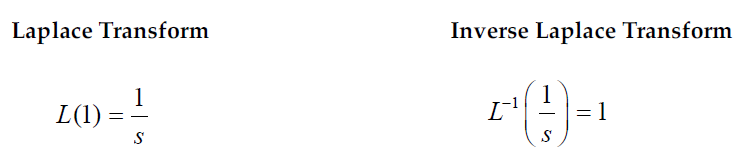 Laplace Transform    Inverse Laplace Transform
L(1) = 1/s    L⁻¹(1/s) = 1